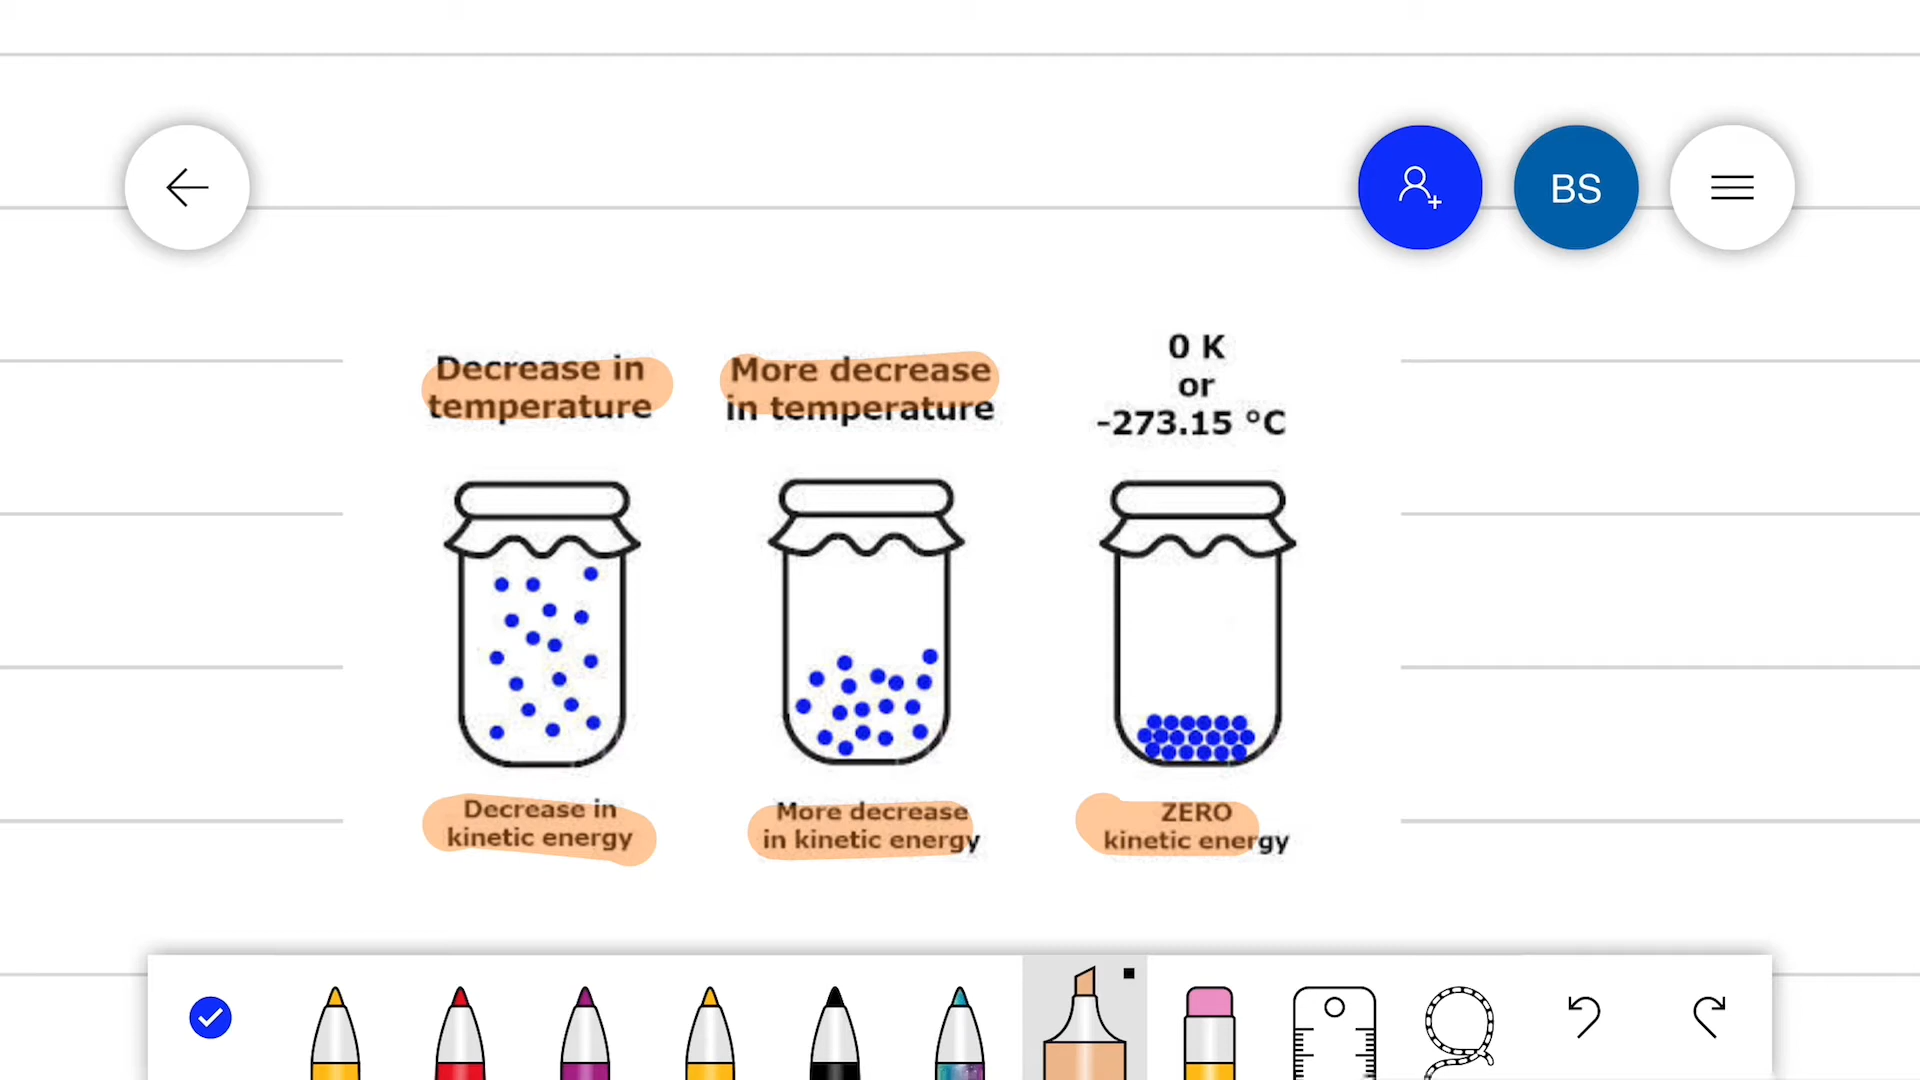 BS
Decrease in
temperature
More decrease
in temperature
0 K
or
-273.15 °C
Decrease in
kinetic energy
More decrease
in kinetic energy
ZERO
kinetic energy